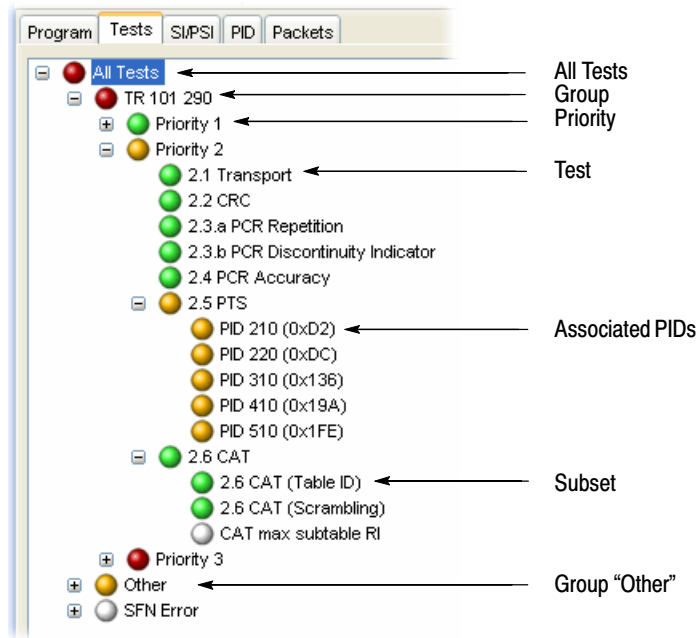 Program Tests SI/PSI PID Packets
All Tests All Tests
TR 101 290 Group
Priority 1 Priority
Priority 2
2.1 Transport Test
2.2 CRC
2.3.a PCR Repetition
2.3.b PCR Discontinuity Indicator
2.4 PCR Accuracy
2.5 PTS
PID 210 (0xD2) Associated PIDs
PID 220 (0xDC)
PID 310 (0x136)
PID 410 (0x19A)
PID 510 (0x1FE)
2.6 CAT
2.6 CAT (Table ID) Subset
2.6 CAT (Scrambling)
CAT max subtable RI
Priority 3
Other Group “Other”
SFN Error